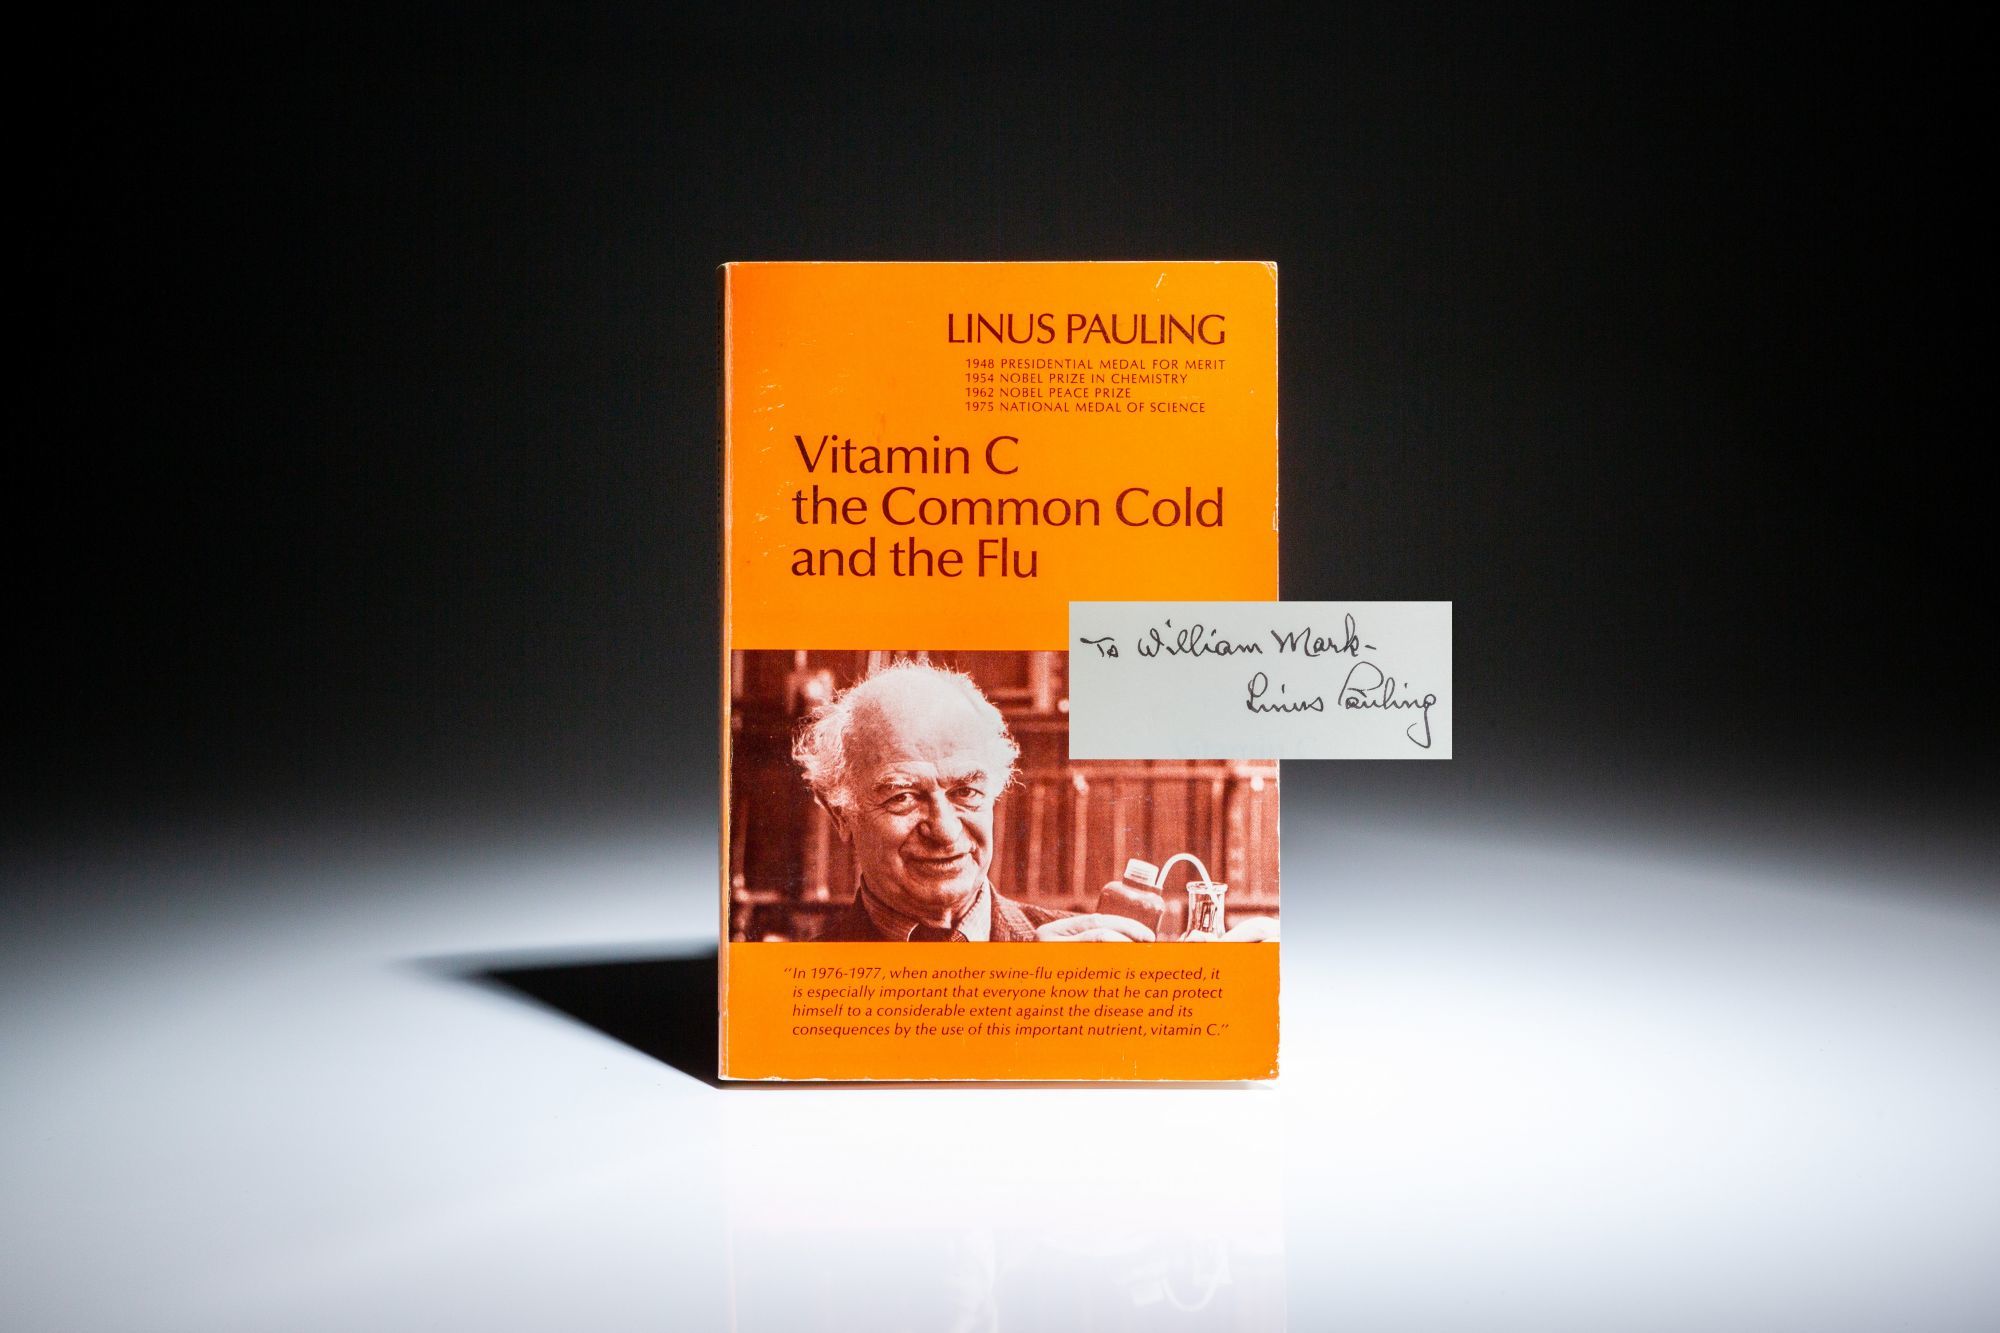 LINUS PAULING
1948 PRESIDENTIAL MEDAL FOR MERIT
1954 NOBEL PRIZE IN CHEMISTRY
1962 NOBEL PEACE PRIZE
1975 NATIONAL MEDAL OF SCIENCE
Vitamin C
the Common Cold
and the Flu
To William Mark-
Linus Pauling
"In 1976-1977, when another swine-flu epidemic is expected, it
is especially important that everyone know that he can protect
himself to a considerable extent against the disease and its
consequences by the use of this important nutrient, vitamin C."